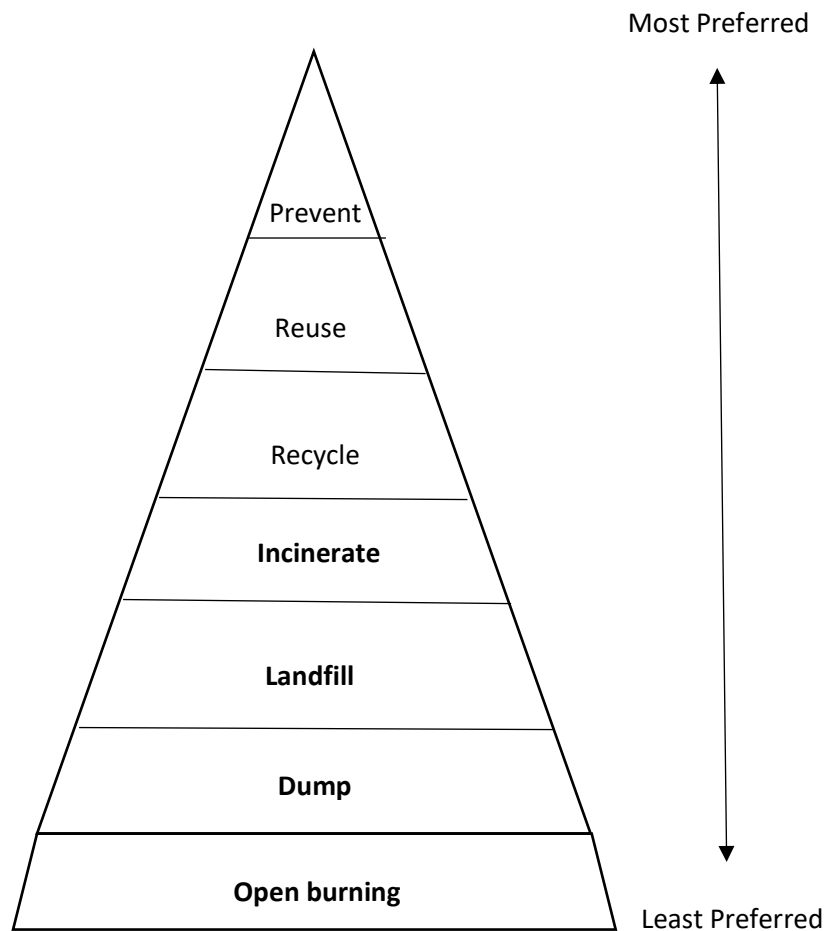 Most Preferred
Prevent
Reuse
Recycle
Incinerate
Landfill
Dump
Open burning
Least Preferred